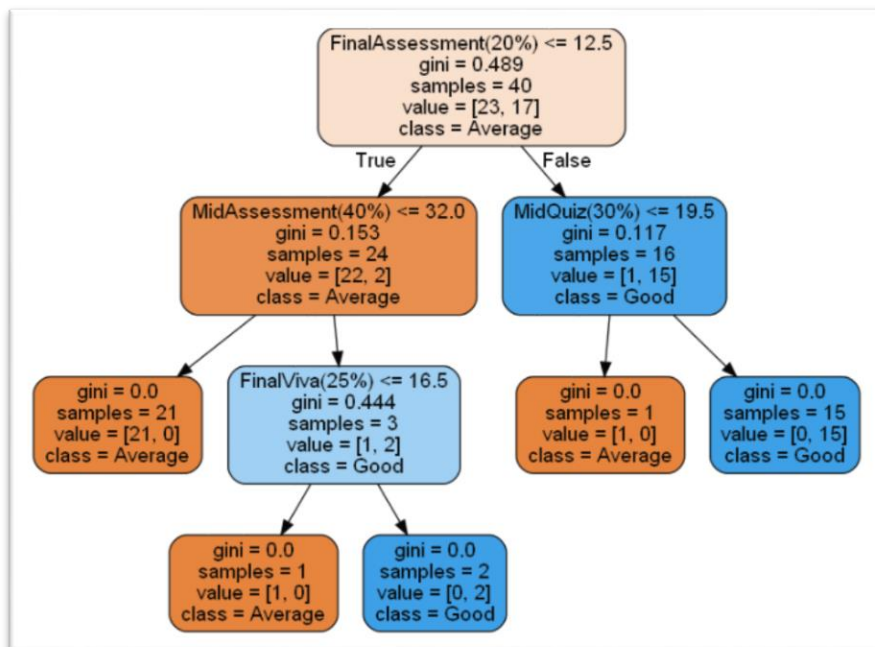 FinalAssessment(20%) <= 12.5
gini = 0.489
samples = 40
value = [23, 17]
class = Average
True
False
MidAssessment(40%) <= 32.0
gini = 0.153
samples = 24
value = [22, 2]
class = Average
MidQuiz(30%) <= 19.5
gini = 0.117
samples = 16
value = [1, 15]
class = Good
gini = 0.0
samples = 21
value = [21, 0]
class = Average
FinalViva(25%) <= 16.5
gini = 0.444
samples = 3
value = [1, 2]
class = Good
gini = 0.0
samples = 1
value = [1, 0]
class = Average
gini = 0.0
samples = 15
value = [0, 15]
class = Good
gini = 0.0
samples = 1
value = [1, 0]
class = Average
gini = 0.0
samples = 2
value = [0, 2]
class = Good